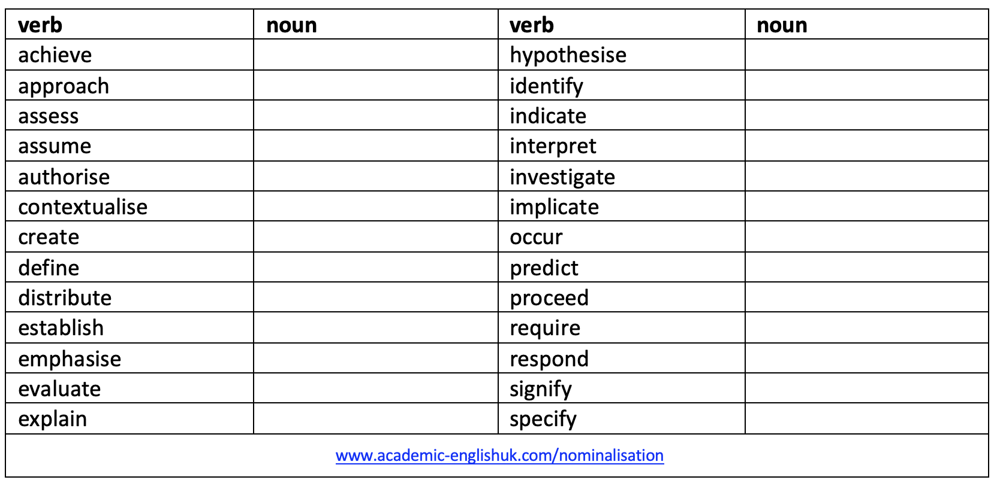 verb noun verb noun
achieve hypothesise
approach identify
assess indicate
assume interpret
authorise investigate
contextualise implicate
create occur
define predict
distribute proceed
establish require
emphasise respond
evaluate signify
explain specify
www.academic-englishuk.com/nominalisation